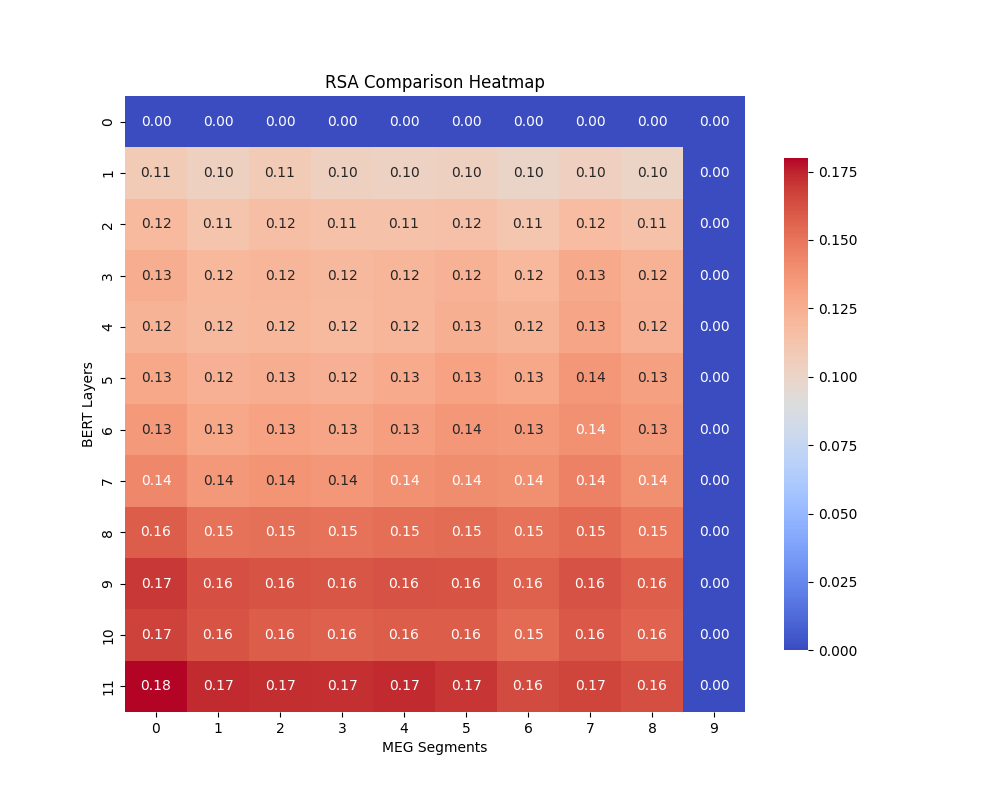 RSA Comparison Heatmap
0 0.00 0.00 0.00 0.00 0.00 0.00 0.00 0.00 0.00 0.00
1 0.11 0.10 0.11 0.10 0.10 0.10 0.10 0.10 0.10 0.00
2 0.12 0.11 0.12 0.11 0.11 0.12 0.11 0.12 0.11 0.00
3 0.13 0.12 0.12 0.12 0.12 0.12 0.12 0.13 0.12 0.00
4 0.12 0.12 0.12 0.12 0.12 0.13 0.12 0.13 0.12 0.00
5 0.13 0.12 0.13 0.12 0.13 0.13 0.13 0.14 0.13 0.00
6 0.13 0.13 0.13 0.13 0.13 0.14 0.13 0.14 0.13 0.00
7 0.14 0.14 0.14 0.14 0.14 0.14 0.14 0.14 0.14 0.00
8 0.16 0.15 0.15 0.15 0.15 0.15 0.15 0.15 0.15 0.00
9 0.17 0.16 0.16 0.16 0.16 0.16 0.16 0.16 0.16 0.00
10 0.17 0.16 0.16 0.16 0.16 0.16 0.15 0.16 0.16 0.00
11 0.18 0.17 0.17 0.17 0.17 0.17 0.16 0.17 0.16 0.00
0 1 2 3 4 5 6 7 8 9
MEG Segments
BERT Layers
0.175
0.150
0.125
0.100
0.075
0.050
0.025
0.000